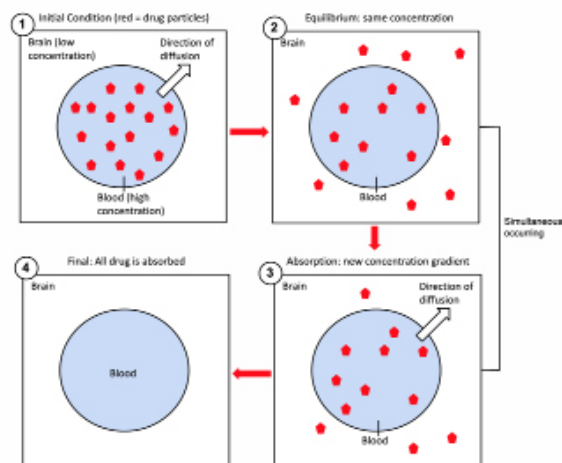 1
Initial Condition (red = drug particles)
Brain (low
concentration)
Direction of
diffusion
Blood (high
concentration)
2
Equilibrium: same concentration
Brain
Blood
Simultaneous
occurring
3
Absorption: new concentration gradient
Brain
Direction of
diffusion
Blood
4
Final: All drug is absorbed
Brain
Blood